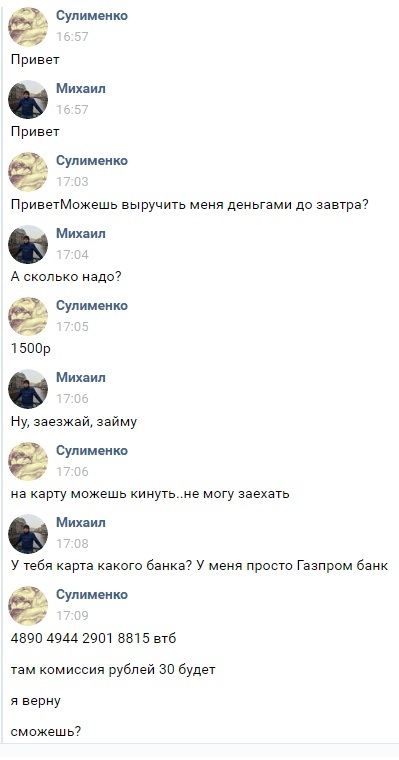 Сулименко
16:57
Привет
Михаил
16:57
Привет
Сулименко
17:03
ПриветМожешь выручить меня деньгами до завтра?
Михаил
17:04
А сколько надо?
Сулименко
17:05
1500р
Михаил
17:06
Ну, заезжай, займу
Сулименко
17:06
на карту можешь кинуть..не могу заехать
Михаил
17:08
У тебя карта какого банка? У меня просто Газпром банк
Сулименко
17:09
4890 4944 2901 8815 втб
там комиссия рублей 30 будет
я верну
сможешь?